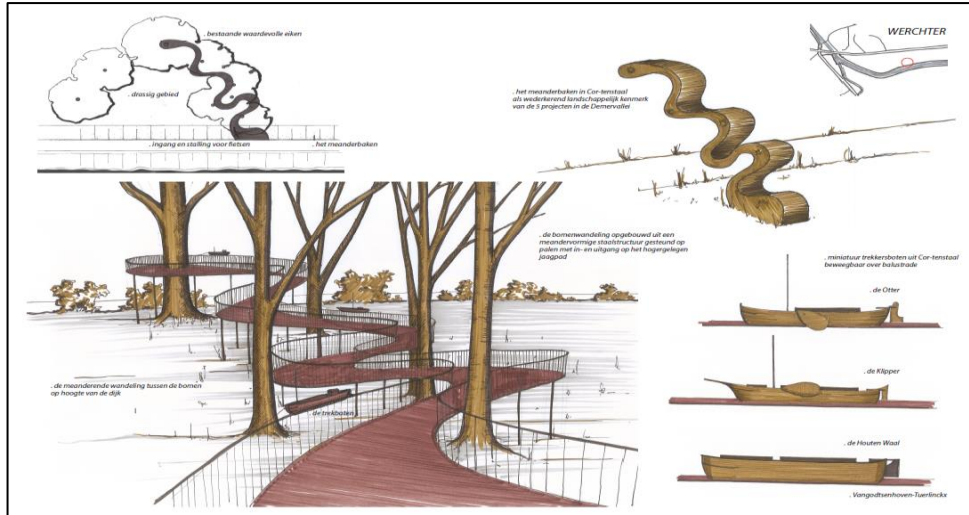 . bestaande waardevolle eiken
. drassig gebied
. ingang en stalling voor fietsen
. het meanderbaken
WERCHTER
. het meanderbaken in Cor-tenstaal
als wederkerend landschappelijk kenmerk
van de 5 projecten in de Demervallei
. de bomenwandeling opgebouwd uit een
meandervormige staalstructuur gesteund op
palen met in- en uitgang op het hogergelegen
jaagpad
. miniatuur trekkersboten uit Cor-tenstaal
beweegbaar over balustrade
. de Otter
. de Klipper
. de Houten Waal
. de meanderende wandeling tussen de bomen
op hoogte van de dijk
. de trekboten
. Vangodtsenhoven-Tuerlinckx